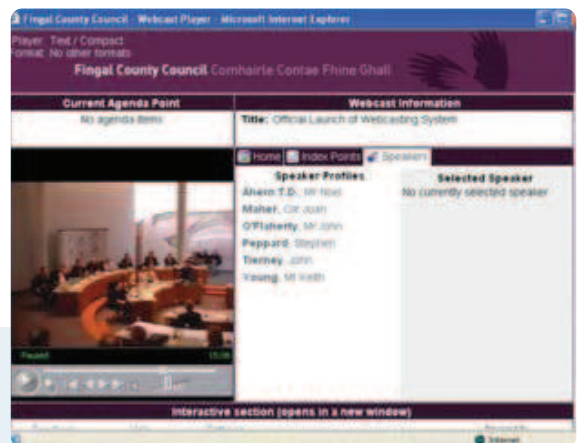 Fingal County Council - Webcast Player - Microsoft Internet Explorer
Player: Text / Compact
Format: No other formats
Fingal County Council Comhairle Contae Fhine Ghall
Current Agenda Point
No agenda items
Webcast Information
Title: Official Launch of Webcasting System
Home Index Points Speakers
Speaker Profiles
Ahern T.D., Mr Noel
Maher, Cllr Joan
O'Flaherty, Mr John
Peppard, Stephen
Tierney, John
Young, Mr Keith
Selected Speaker
No currently selected speaker
Paused
Interactive section (opens in a new window)
Internet